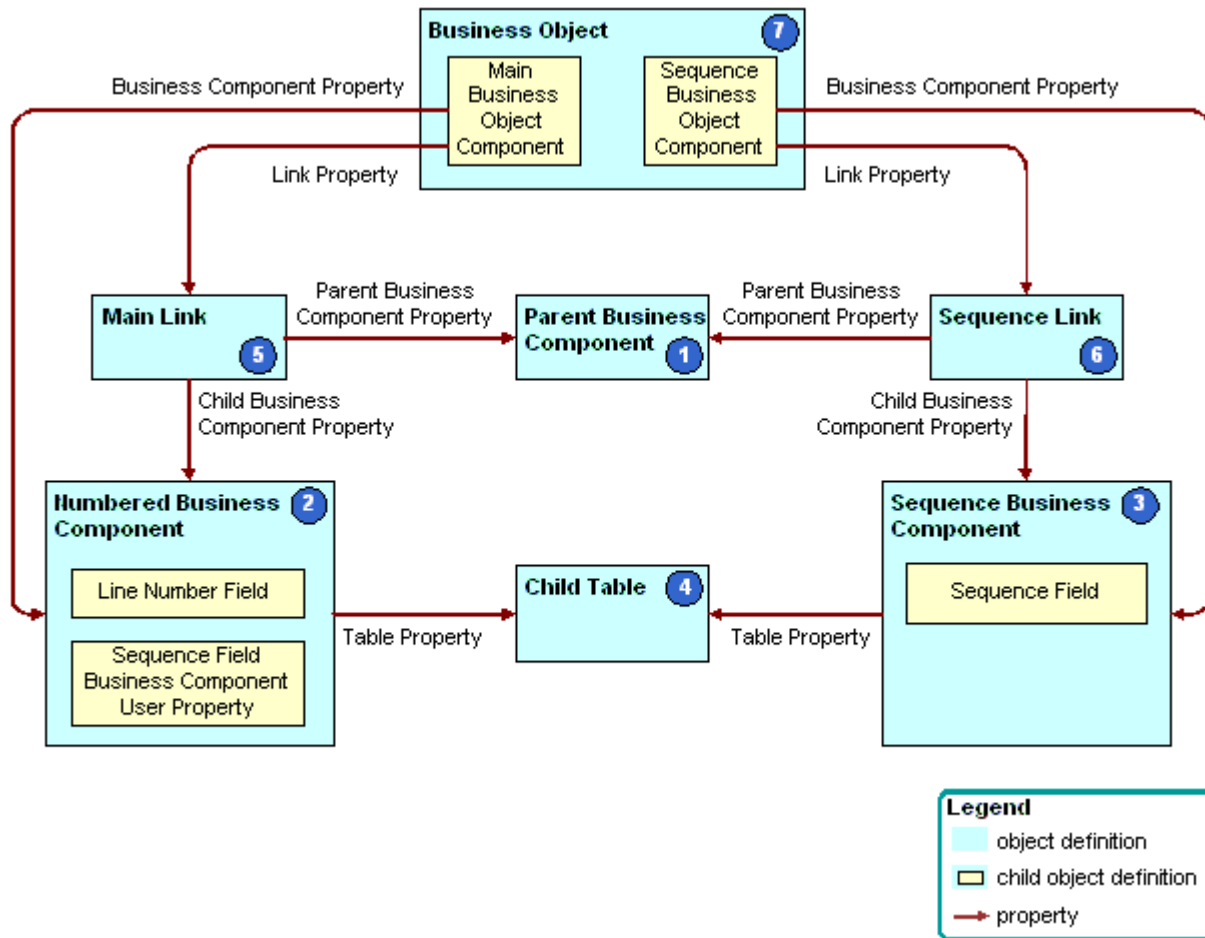 Business Object
7
Main
Business
Object
Component
Sequence
Business
Object
Component
Business Component Property
Business Component Property
Link Property
Link Property
Main Link
5
Parent Business
Component Property
Parent Business
Component
1
Parent Business
Component Property
Sequence Link
6
Child Business
Component Property
Child Business
Component Property
Numbered Business
Component
2
Line Number Field
Sequence Field
Business Component
User Property
Table Property
Child Table
4
Table Property
Sequence Business
Component
3
Sequence Field
Legend
object definition
child object definition
property